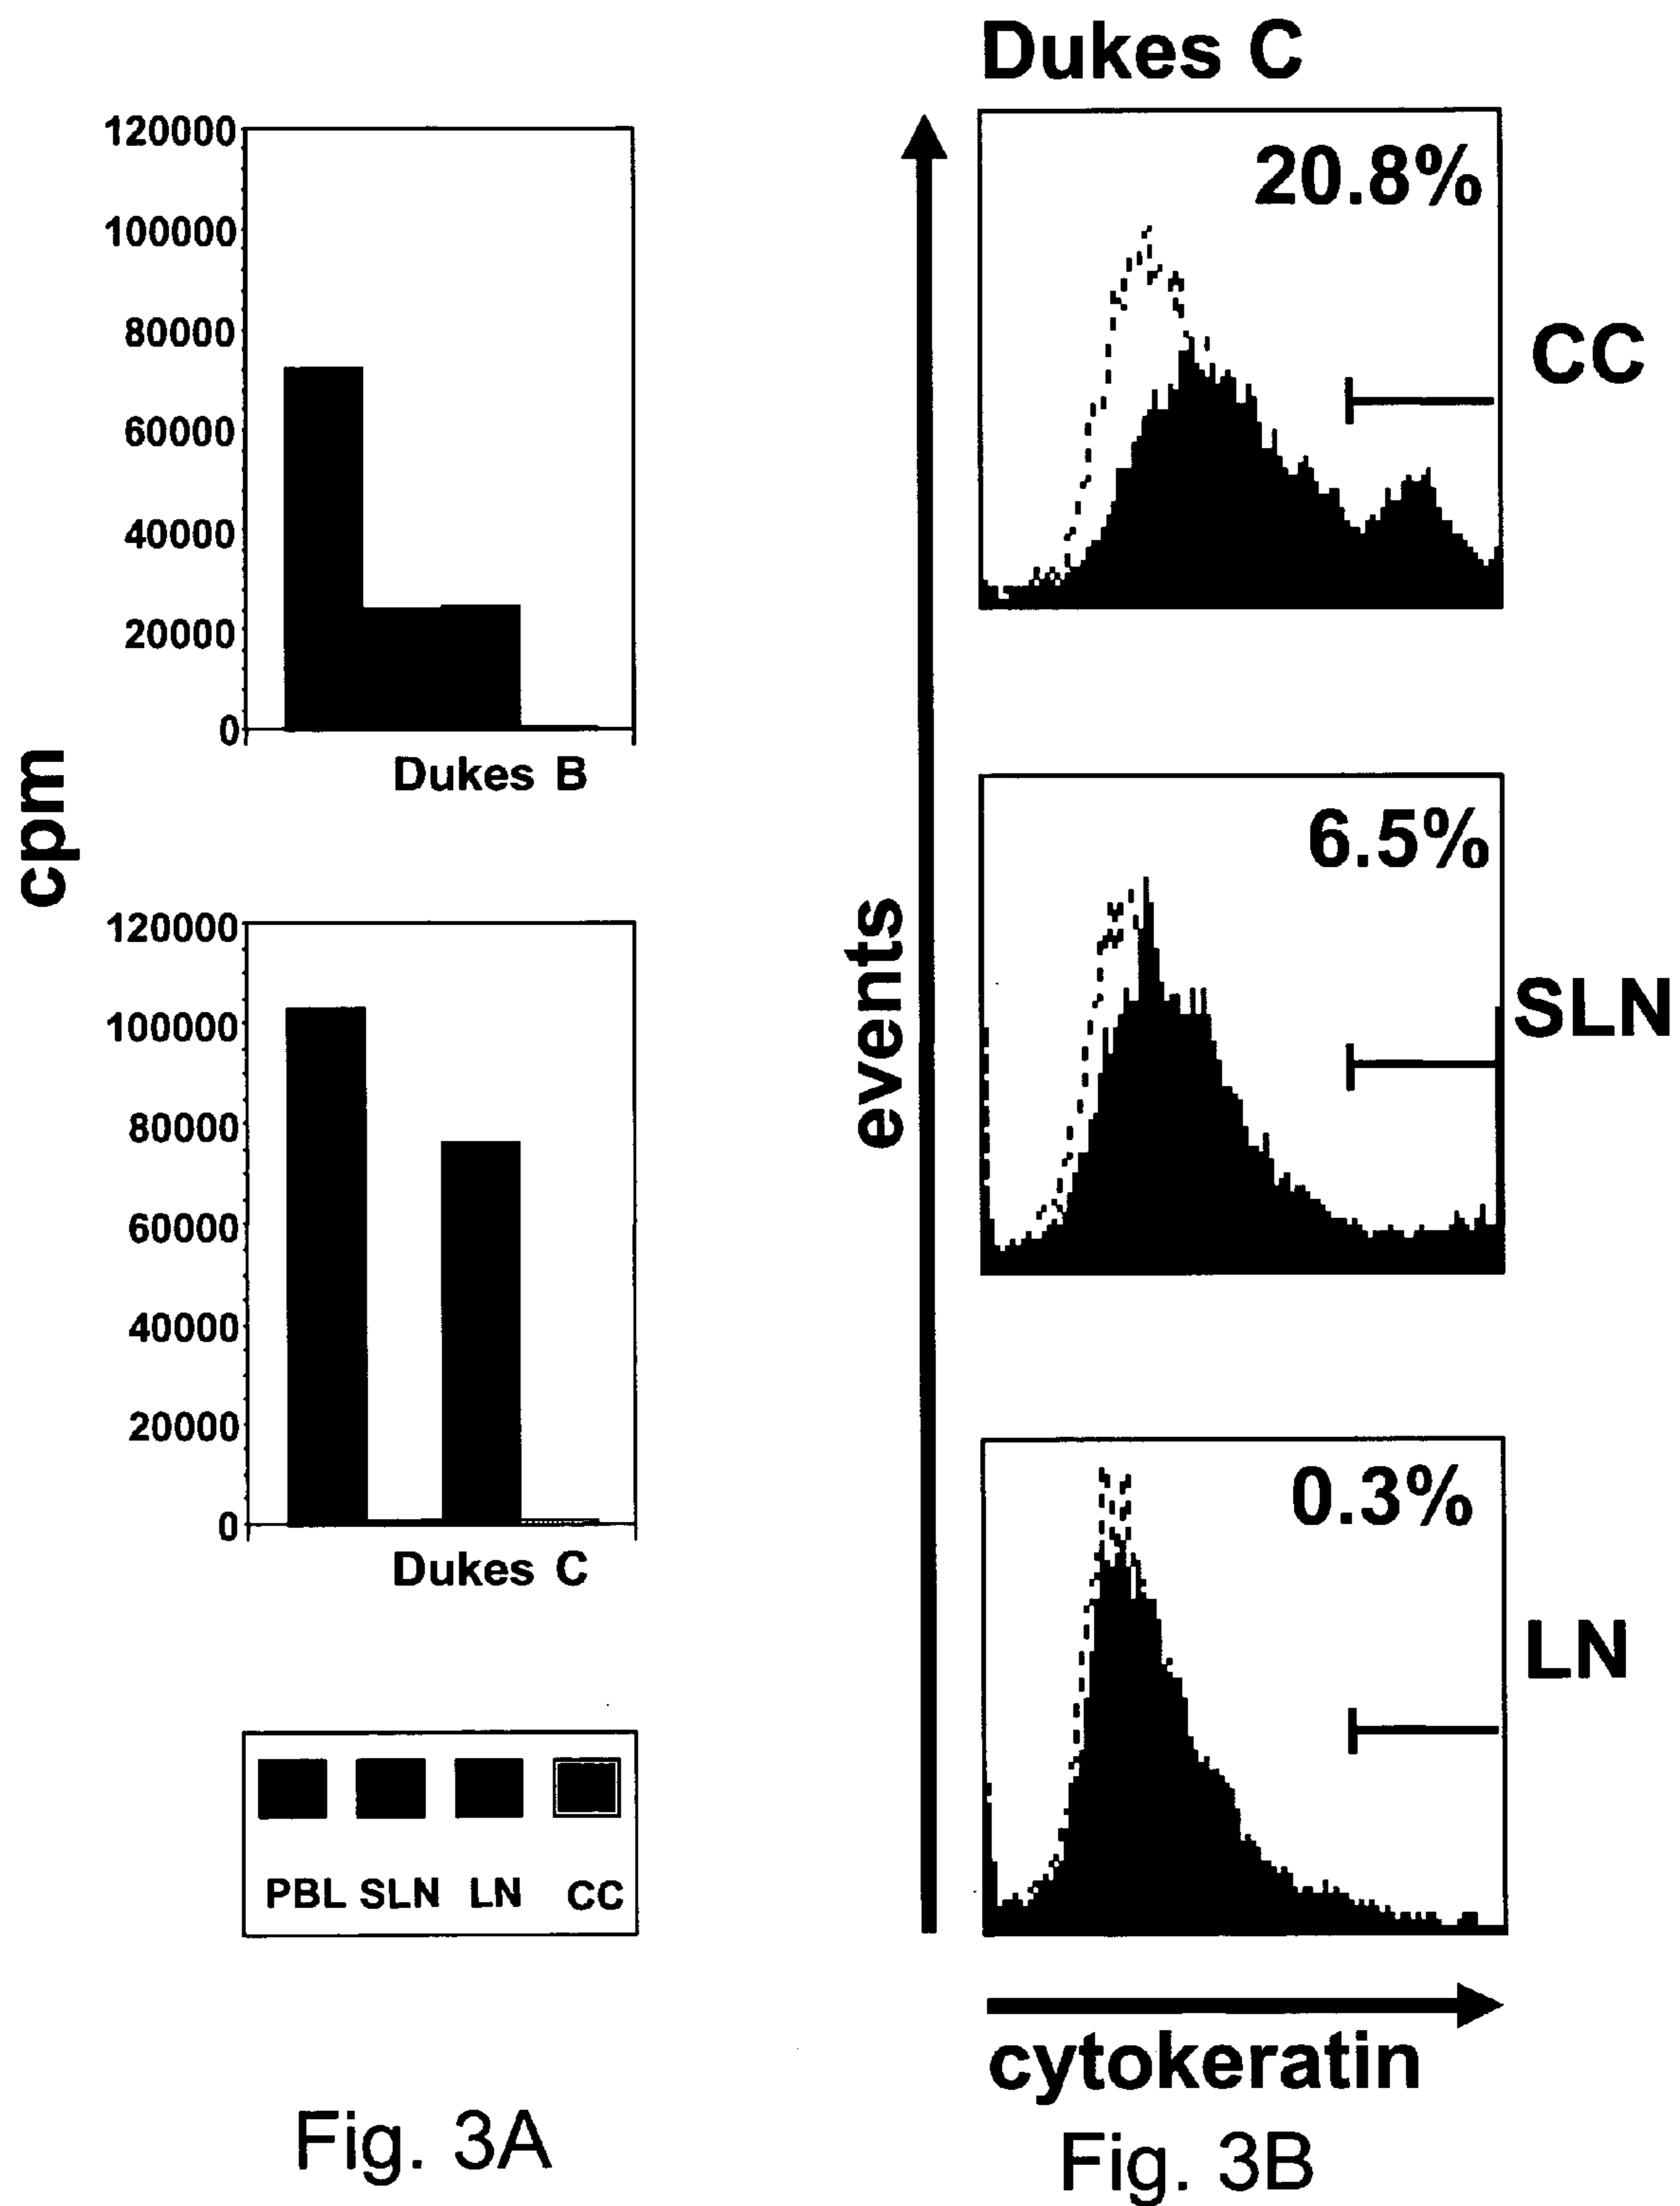 cpm
120000
100000
80000
60000
40000
20000
0
Dukes B
120000
100000
80000
60000
40000
20000
0
Dukes C
PBL SLN LN CC
Fig. 3A
Dukes C
events
20.8%
CC
6.5%
SLN
0.3%
LN
cytokeratin
Fig. 3B